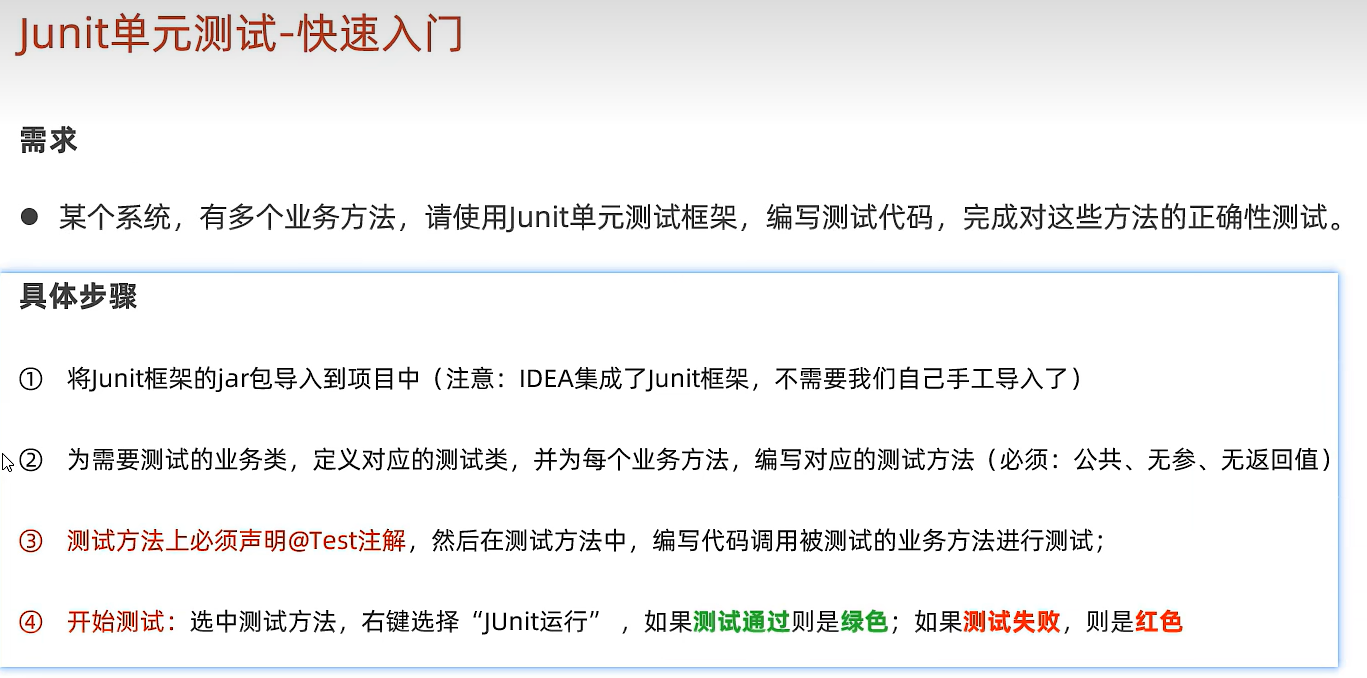 Junit单元测试-快速入门
需求
● 某个系统，有多个业务方法，请使用Junit单元测试框架，编写测试代码，完成对这些方法的正确性测试。
具体步骤
① 将Junit框架的jar包导入到项目中（注意：IDEA集成了Junit框架，不需要我们自己手工导入了）
② 为需要测试的业务类，定义对应的测试类，并为每个业务方法，编写对应的测试方法（必须：公共、无参、无返回值）
③ 测试方法上必须声明@Test注解，然后在测试方法中，编写代码调用被测试的业务方法进行测试；
④ 开始测试：选中测试方法，右键选择“JUnit运行” ，如果测试通过则是绿色；如果测试失败，则是红色